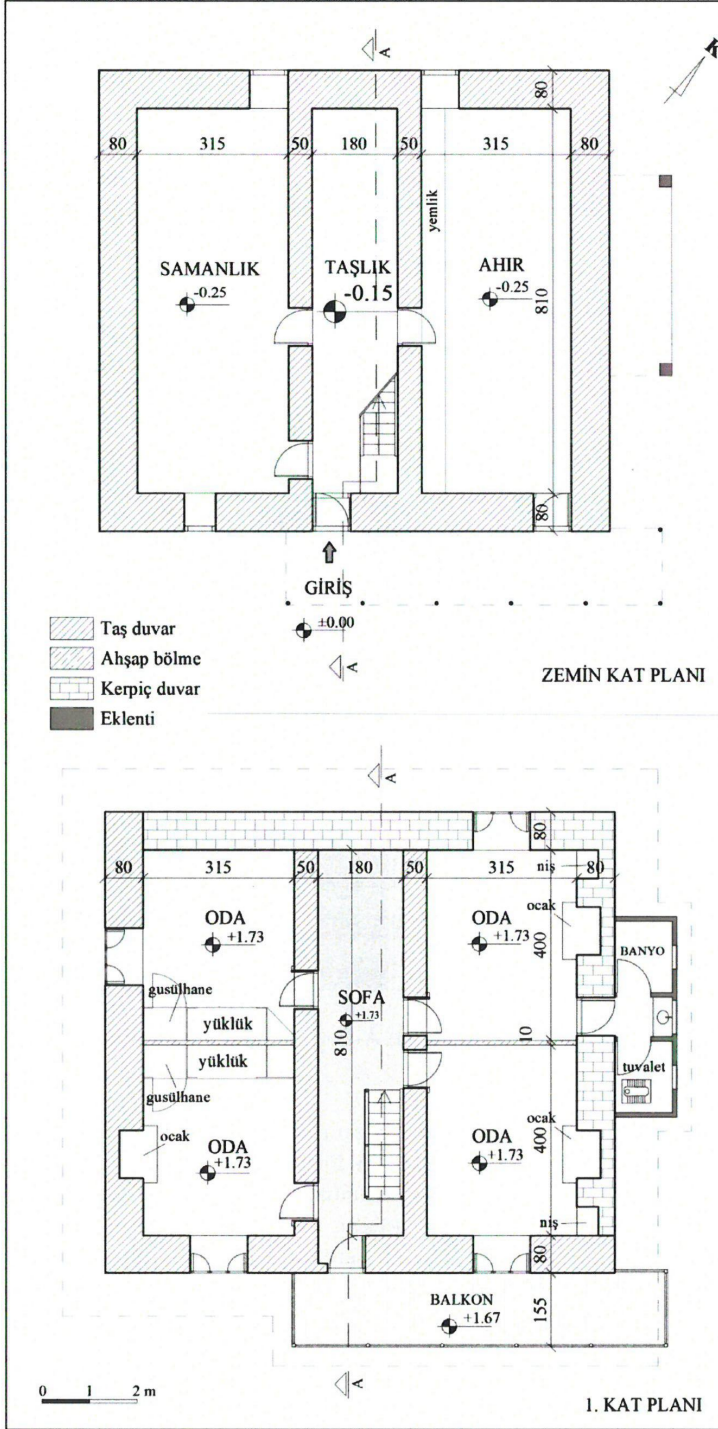 A
K
80
80
315
50
180
50
315
80
yemlik
SAMANLIK
-0.25
TAŞLIK
-0.15
AHIR
-0.25
810
80
GİRİŞ
±0.00
A
Taş duvar
Ahşap bölme
Kerpiç duvar
Eklenti
ZEMİN KAT PLANI
A
80
80
315
50
180
50
315
80
niş
ODA
+1.73
ODA
+1.73
ocak
400
BANYO
gusülhane
yüklük
SOFA
+1.73
810
10
yüklük
gusülhane
tuvalet
ocak
ODA
+1.73
ODA
+1.73
400
ocak
niş
80
BALKON
+1.67
155
A
0 1 2 m
1. KAT PLANI